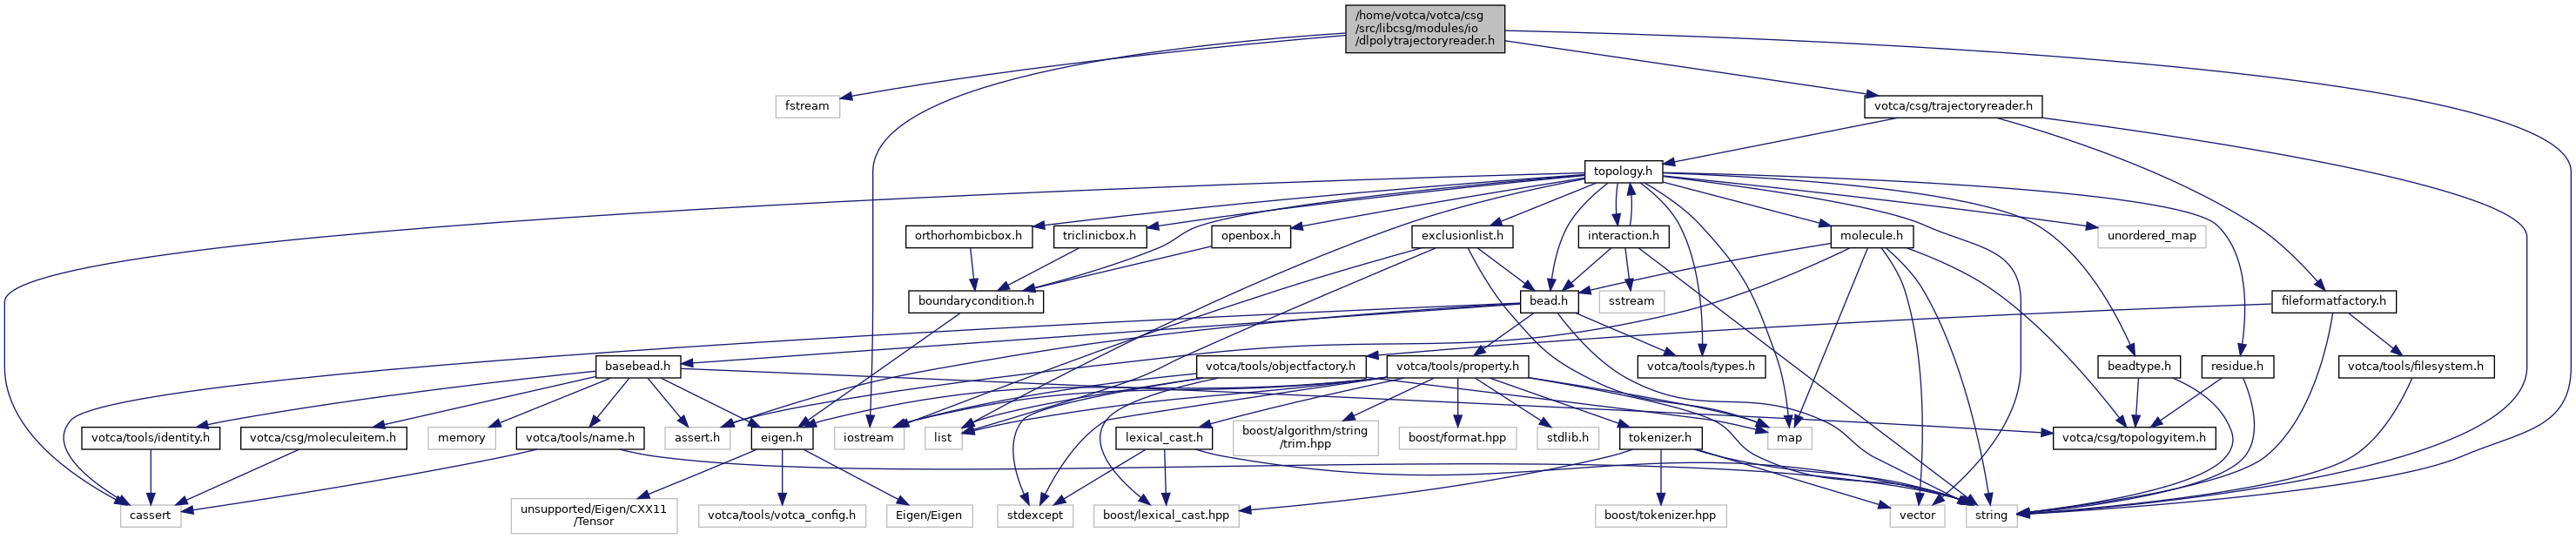 /home/votca/votca/csg
/src/libcsg/modules/io
/dlpolytrajectoryreader.h
fstream
votca/csg/trajectoryreader.h
topology.h
orthorhombicbox.h
triclinicbox.h
openbox.h
exclusionlist.h
interaction.h
molecule.h
unordered_map
boundarycondition.h
bead.h
sstream
fileformatfactory.h
basebead.h
votca/tools/objectfactory.h
votca/tools/property.h
votca/tools/types.h
beadtype.h
residue.h
votca/tools/filesystem.h
votca/tools/identity.h
votca/csg/moleculeitem.h
memory
votca/tools/name.h
assert.h
eigen.h
iostream
list
lexical_cast.h
boost/algorithm/string
/trim.hpp
boost/format.hpp
stdlib.h
tokenizer.h
map
votca/csg/topologyitem.h
cassert
unsupported/Eigen/CXX11
/Tensor
votca/tools/votca_config.h
Eigen/Eigen
stdexcept
boost/lexical_cast.hpp
boost/tokenizer.hpp
vector
string